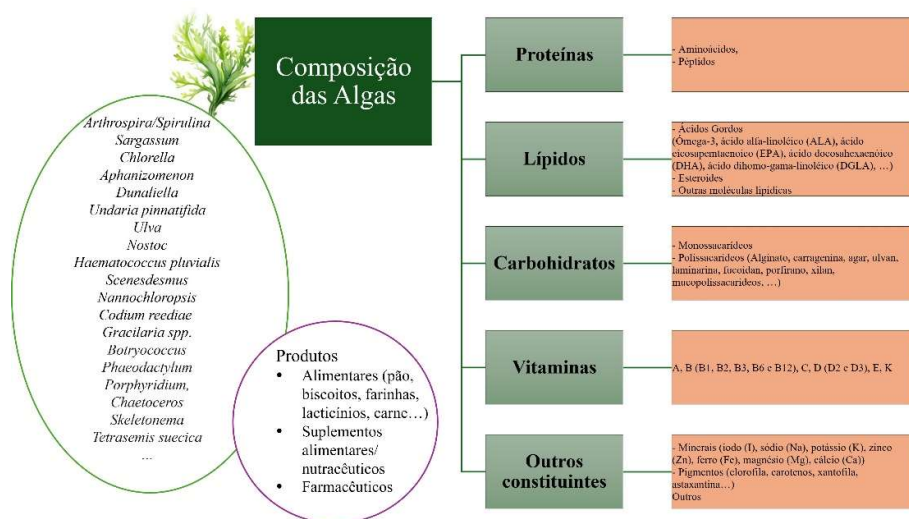 Composição
das Algas
Arthrospira/Spirulina
Sargassum
Chlorella
Aphanizomenon
Dunaliella
Undaria pinnatifida
Ulva
Nostoc
Haematococcus pluvialis
Scenesdesmus
Nannochloropsis
Codium reediae
Gracilaria spp.
Botryococcus
Phaeodactylum
Porphyridium,
Chaetoceros
Skeletonema
Tetrasemis suecica
...
Produtos
• Alimentares (pão,
biscoitos, farinhas,
lacticínios, carne…)
• Suplementos
alimentares/
nutracêuticos
• Farmacêuticos
Proteínas
- Aminoácidos,
- Péptidos
Lípidos
- Ácidos Gordos
(Ómega-3, ácido alfa-linoléico (ALA), ácido
eicosapentaenoico (EPA), ácido docosahexaenóico
(DHA), ácido dihomo-gama-linoléico (DGLA), …)
- Esteroides
- Outras moléculas lipídicas
Carbohidratos
- Monossacarídeos
- Polissacarídeos (Alginato, carragenina, agar, ulvan,
laminarina, fucoidan, porfirano, xilan,
mucopolissacarídeos, …)
Vitaminas
A, B (B1, B2, B3, B6 e B12), C, D (D2 e D3), E, K
Outros
constituintes
- Minerais (iodo (I), sódio (Na), potássio (K), zinco
(Zn), ferro (Fe), magnésio (Mg), cálcio (Ca))
- Pigmentos (clorofila, carotenos, xantofila,
astaxantina…)
Outros